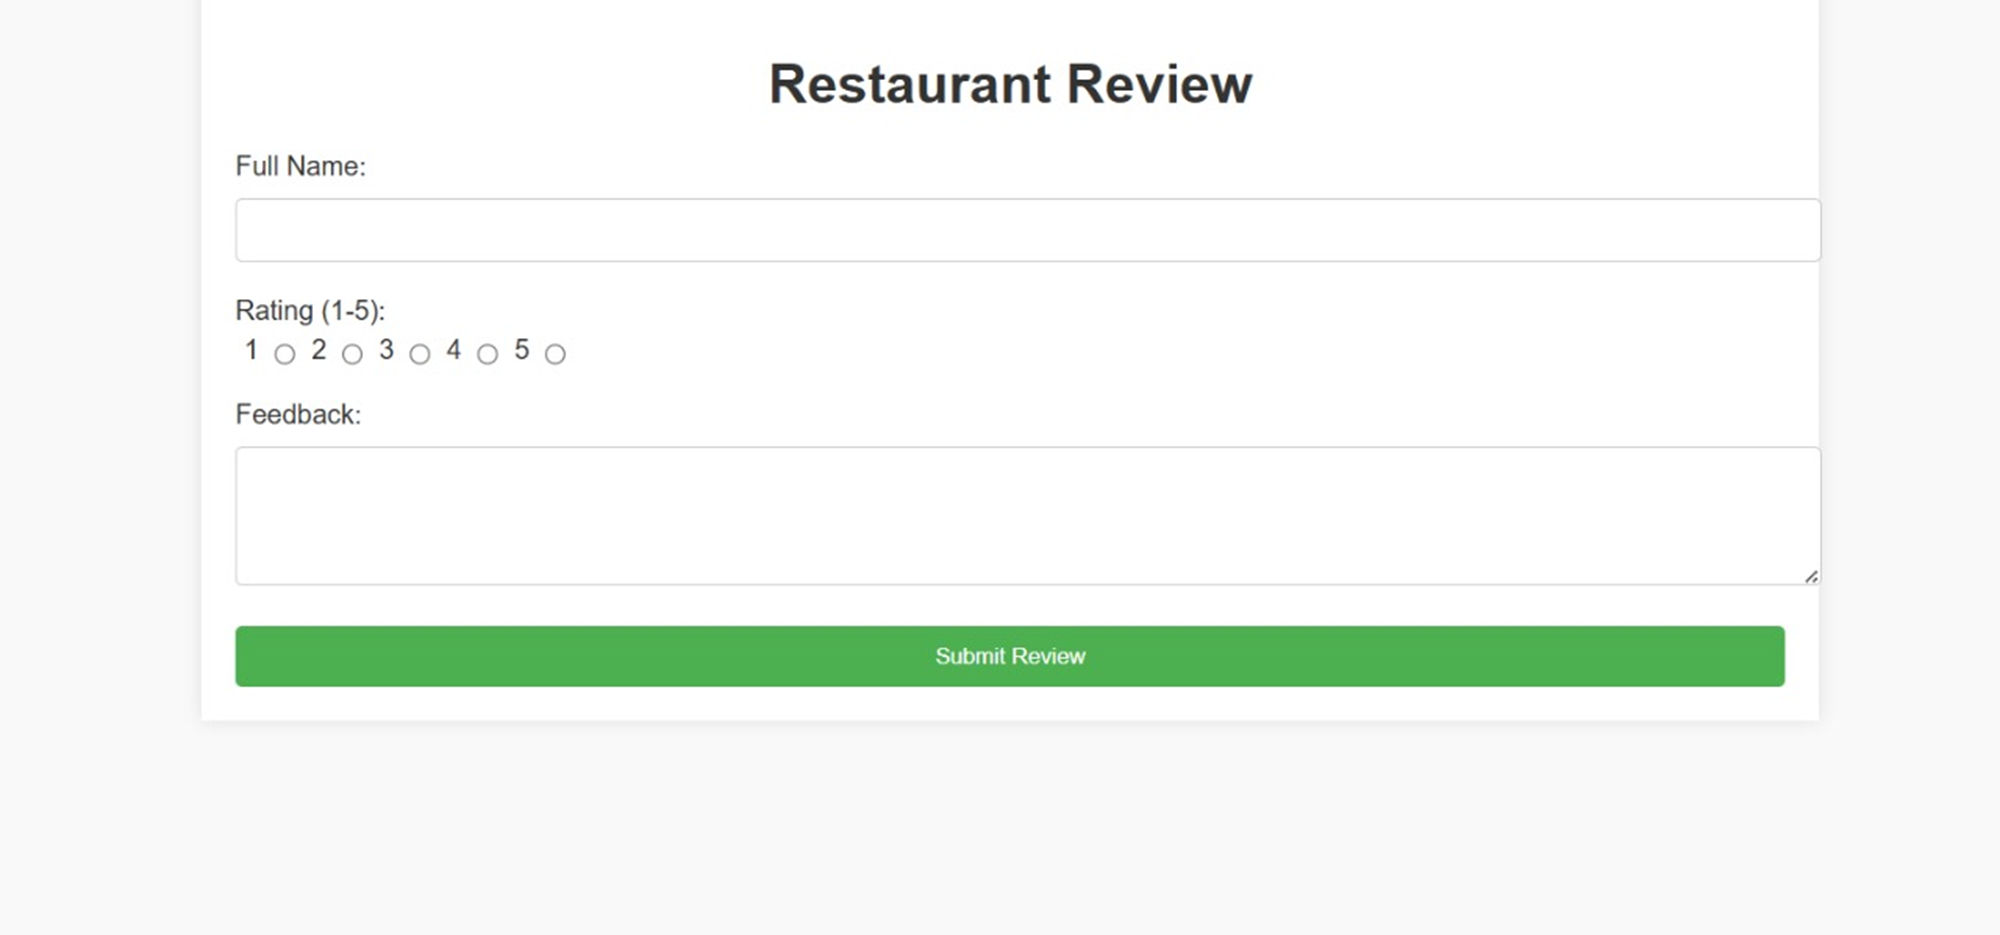 Restaurant Review
Full Name:
Rating (1-5):
1 2 3 4 5
Feedback:
Submit Review